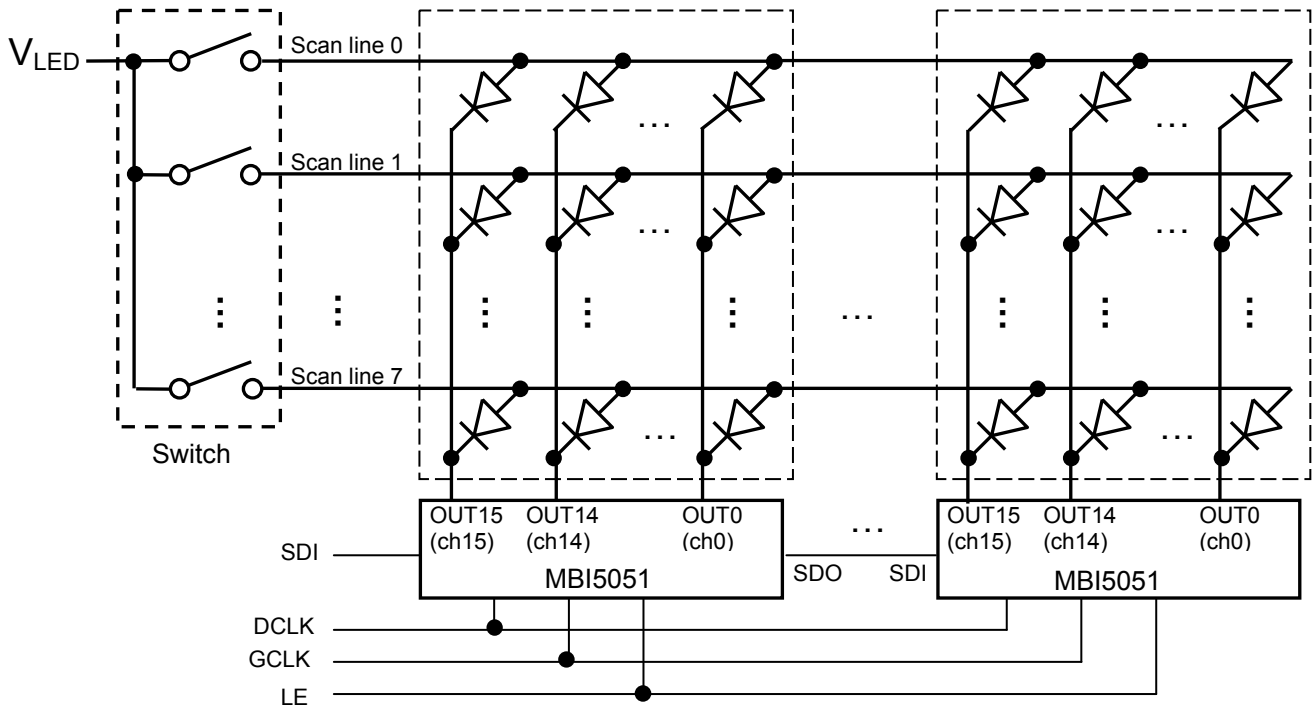 VLED
Scan line 0
Scan line 1
Scan line 7
Switch
...
...
...
...
...
...
...
OUT15 OUT14 OUT0
(ch15) (ch14) (ch0)
MBI5051
...
OUT15 OUT14 OUT0
(ch15) (ch14) (ch0)
MBI5051
SDI
SDO SDI
DCLK
GCLK
LE